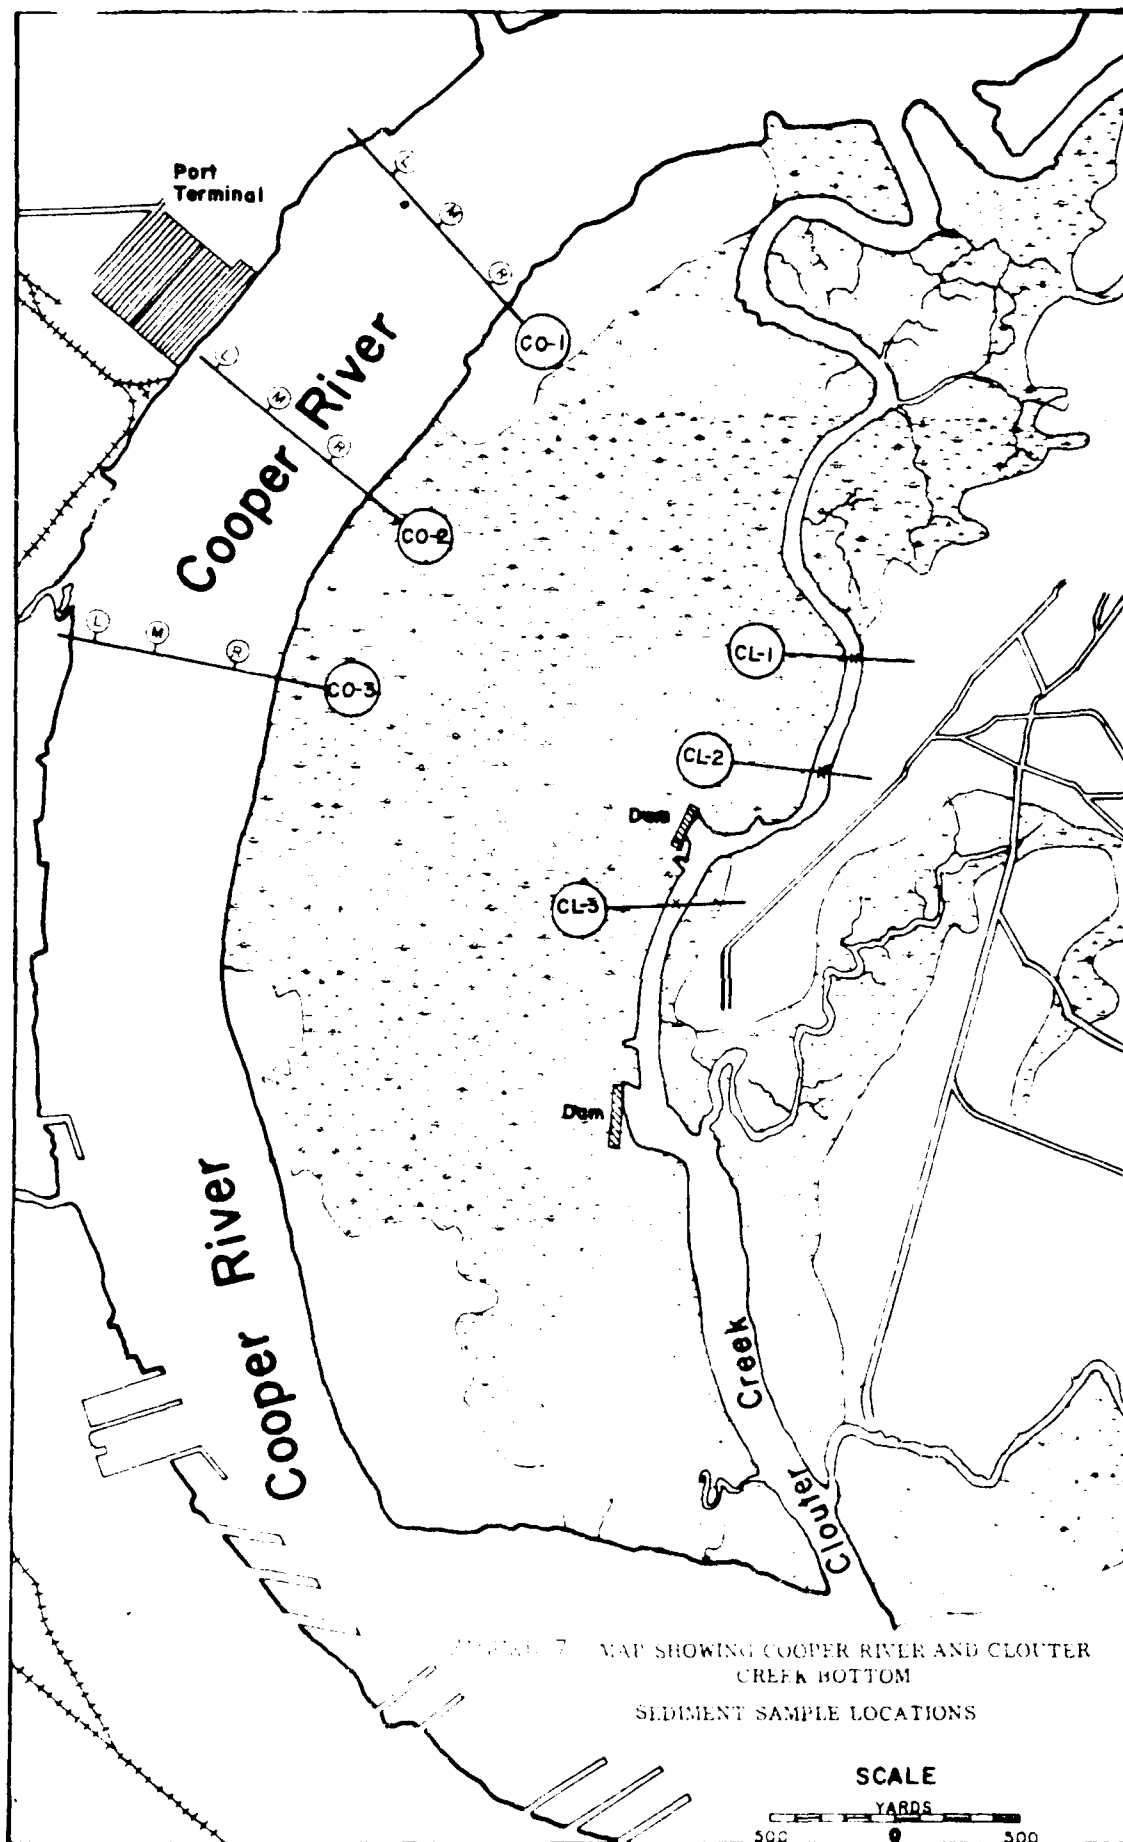 Port
Terminal
L
M
R
CO-1
L
M
R
Cooper River
CO-2
L
M
R
CO-3
CL-1
CL-2
Dam
CL-3
Dam
Cooper River
Clouter Creek
7 MAP SHOWING COOPER RIVER AND CLOUTER
CREEK BOTTOM
SEDIMENT SAMPLE LOCATIONS
SCALE
YARDS
500 0 500